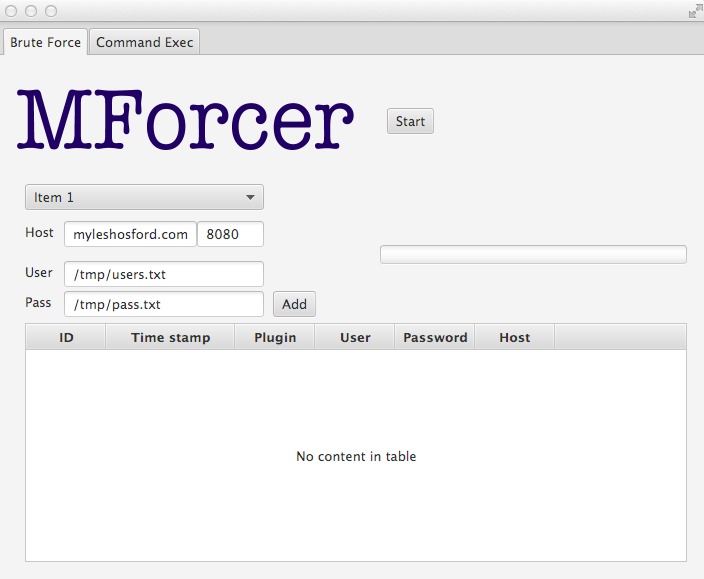 Brute Force Command Exec
MForcer
Start
Item 1
Host myleshosford.com 8080
User /tmp/users.txt
Pass /tmp/pass.txt Add
ID Time stamp Plugin User Password Host
No content in table